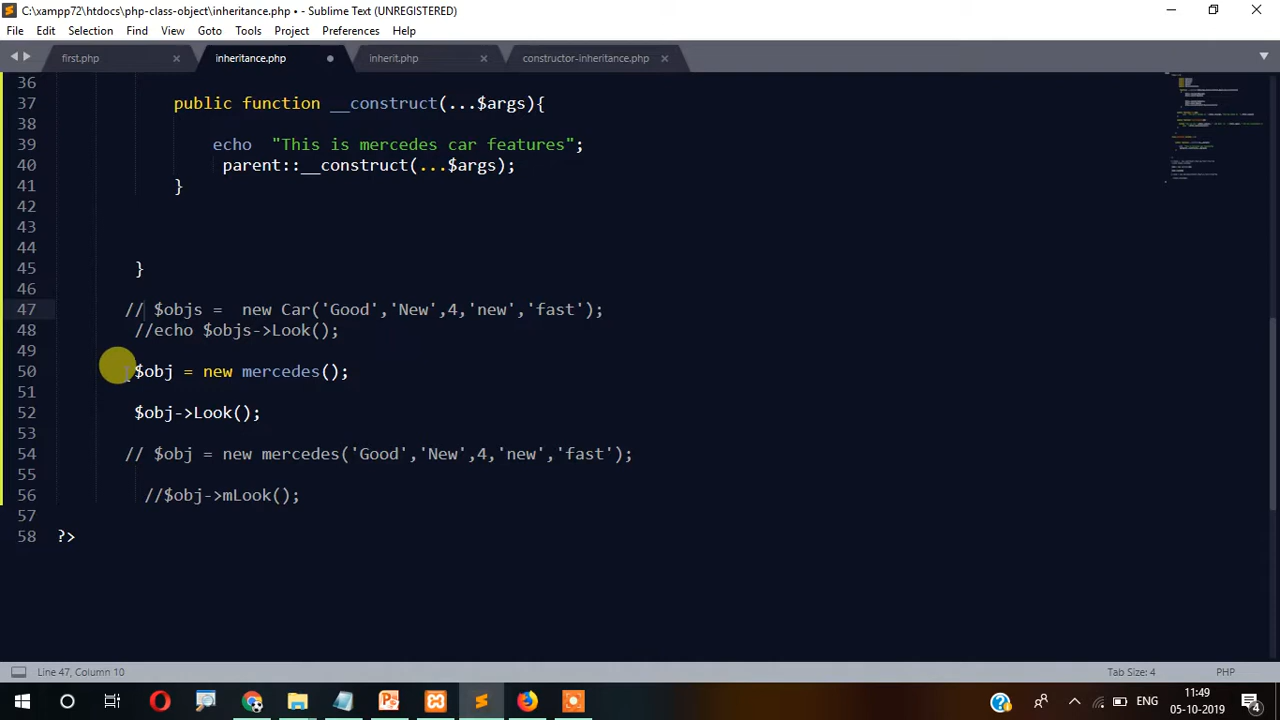 C:\xampp72\htdocs\php-class-object\inheritance.php • - Sublime Text (UNREGISTERED)
File Edit Selection Find View Goto Tools Project Preferences Help
first.php inheritance.php inherit.php constructor-inheritance.php
36
37 public function __construct(...$args){
38
39 echo "This is mercedes car features";
40 parent::__construct(...$args);
41 }
42
43
44
45 }
46
47 // $objs = new Car('Good','New',4,'new','fast');
48 //echo $objs->Look();
49
50 $obj = new mercedes();
51
52 $obj->Look();
53
54 // $obj = new mercedes('Good','New',4,'new','fast');
55
56 //$obj->mLook();
57
58 ?>
Line 47, Column 10 Tab Size: 4 PHP
ENG 11:49
05-10-2019 4